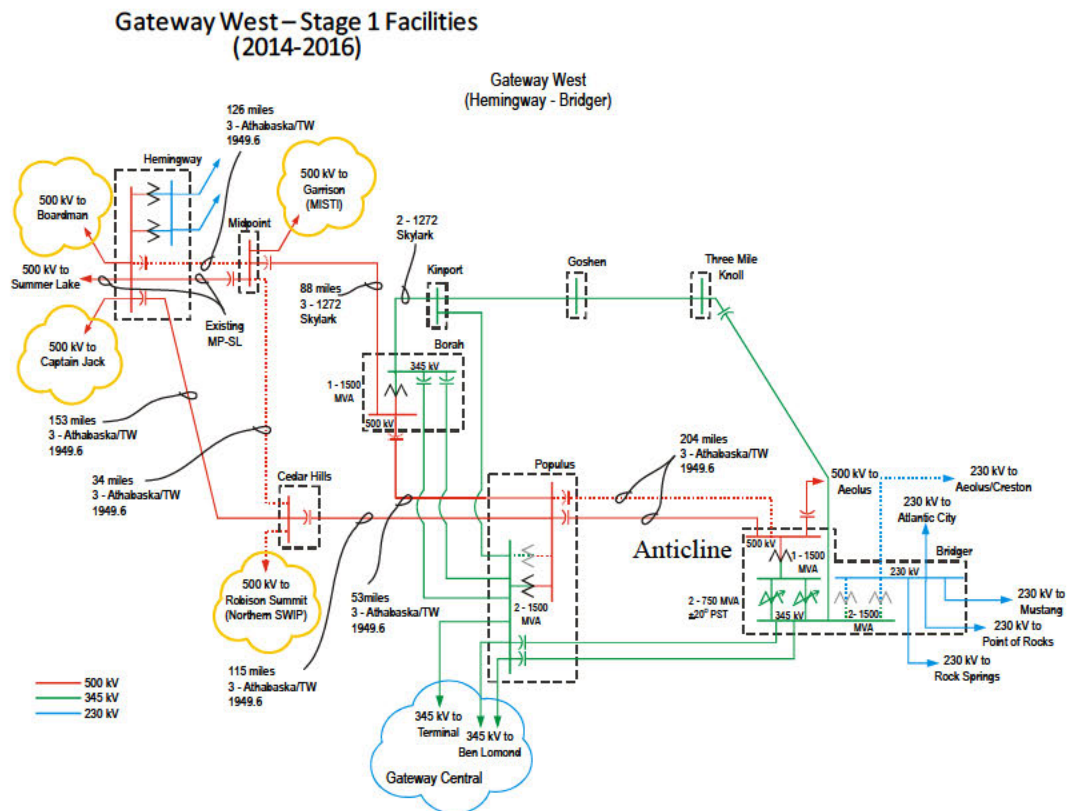 Gateway West – Stage 1 Facilities
(2014-2016)
Gateway West
(Hemingway - Bridger)
126 miles
3 - Athabaska/TW
1949.6
Hemingway
500 kV to
Boardman
500 kV to
Garrison
(MISTI)
Midpoint
500 kV to
Summer Lake
Existing
MP-SL
500 kV to
Captain Jack
2 - 1272
Skylark
Kinport
Goshen
Three Mile
Knoll
88 miles
3 - 1272
Skylark
Borah
345 kV
1 - 1500
MVA
500 kV
153 miles
3 - Athabaska/TW
1949.6
34 miles
3 - Athabaska/TW
1949.6
Cedar Hills
500 kV to
Robison Summit
(Northern SWIP)
Populus
204 miles
3 - Athabaska/TW
1949.6
500 kV to
Aeolus
230 kV to
Aeolus/Creston
230 kV to
Atlantic City
Anticline
500 kV
1 - 1500
MVA
Bridger
230 kV
2 - 750 MVA
±20° PST
345 kV
2 - 1500
MVA
230 kV to
Mustang
230 kV to
Point of Rocks
230 kV to
Rock Springs
53miles
3 - Athabaska/TW
1949.6
2 - 1500
MVA
115 miles
3 - Athabaska/TW
1949.6
500 kV
345 kV
230 kV
345 kV to
Terminal
345 kV to
Ben Lomond
Gateway Central